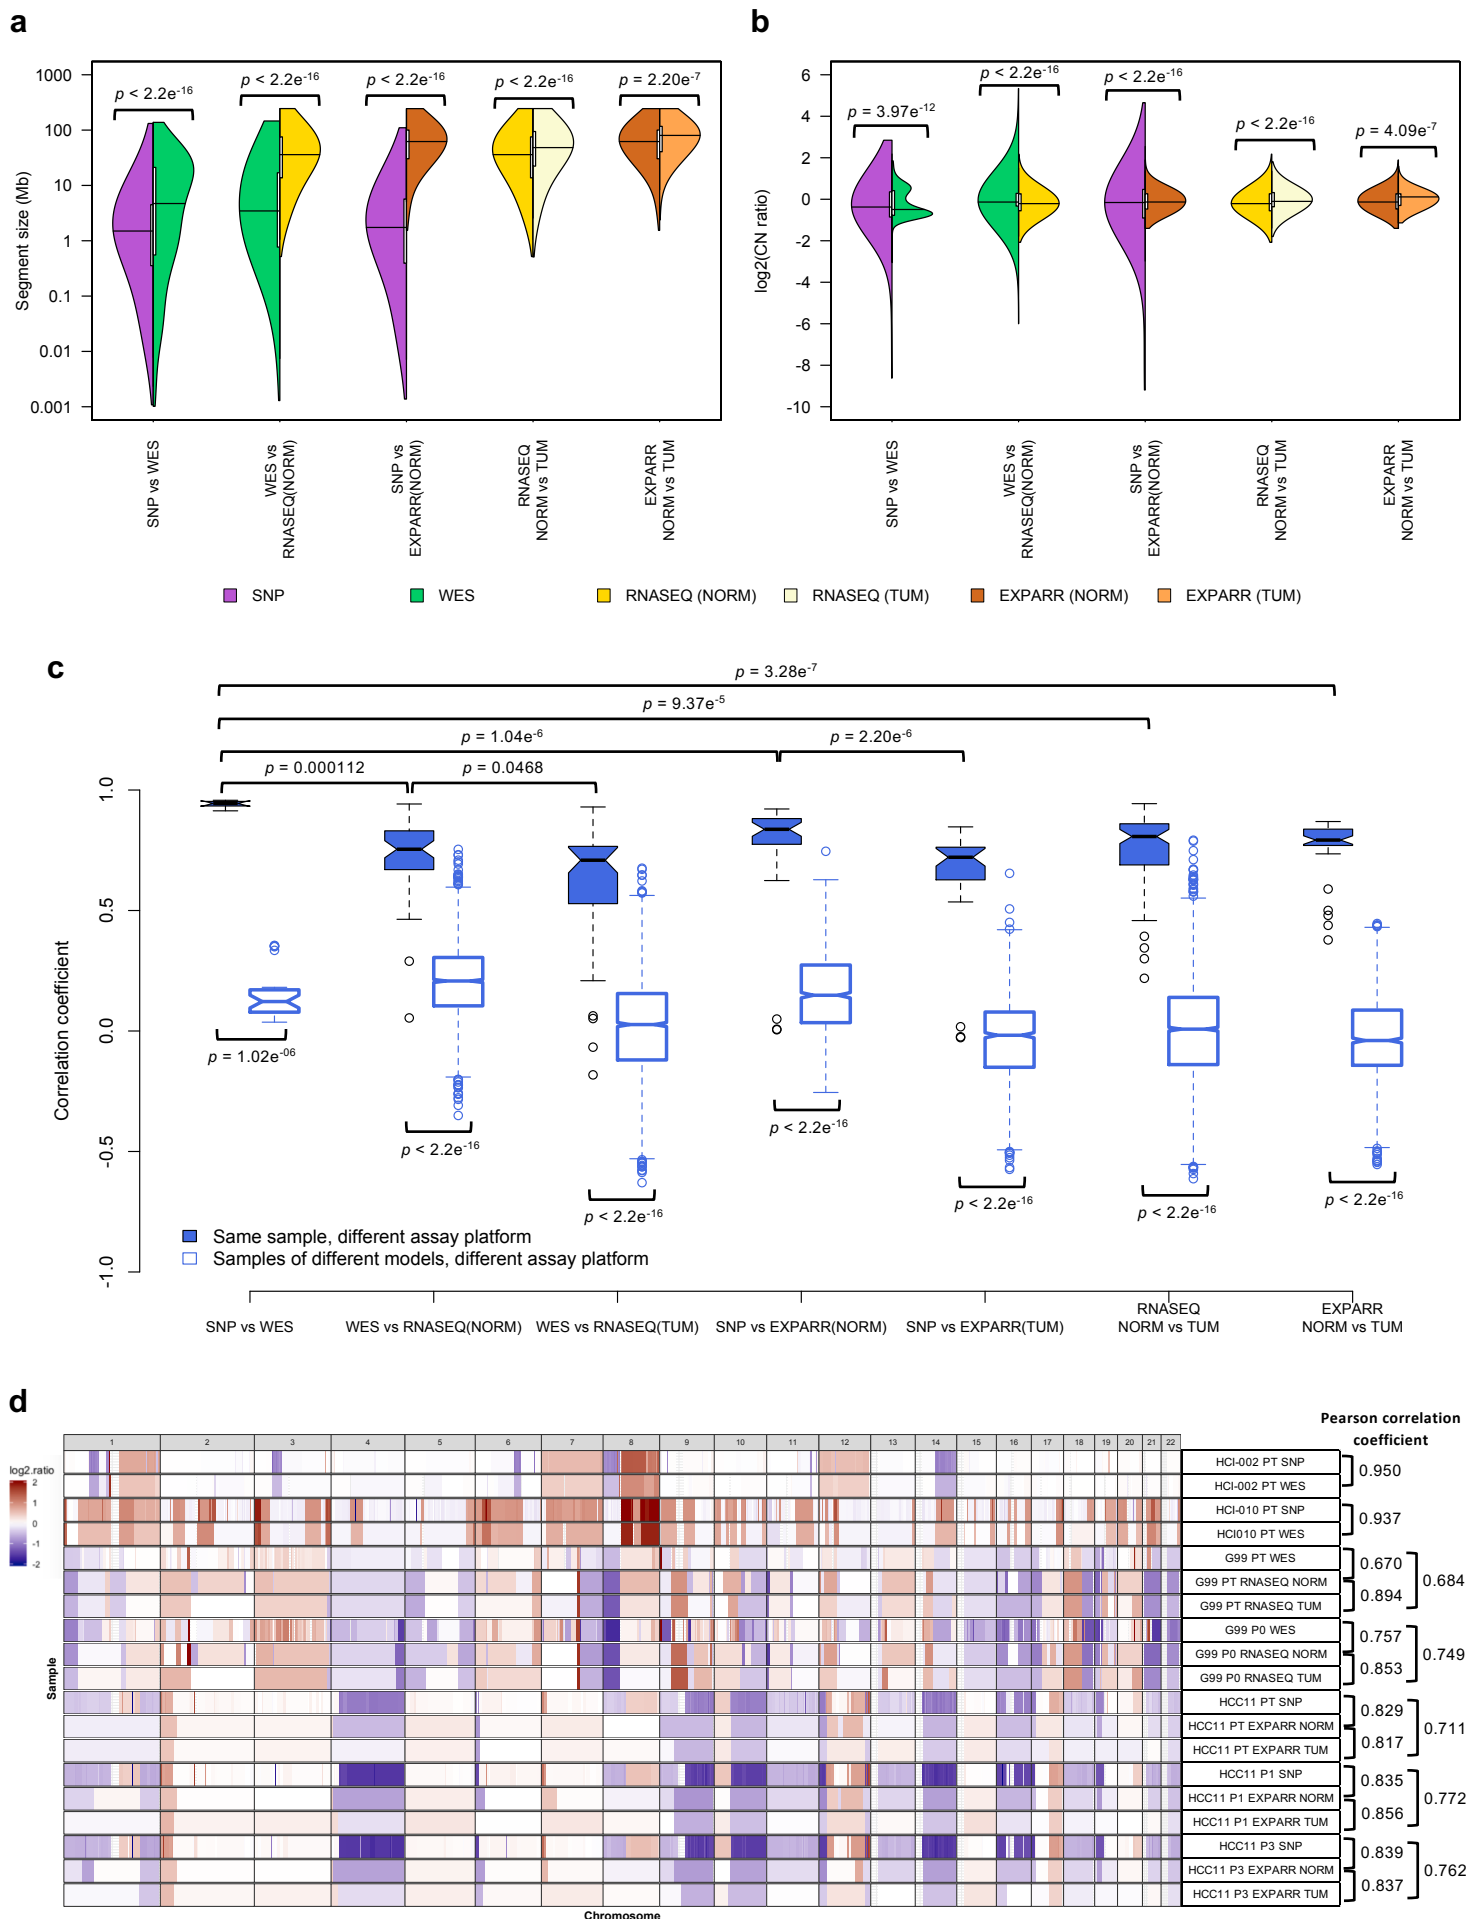 a
b
p < 2.2e-16
p < 2.2e-16
p < 2.2e-16
p < 2.2e-16
p = 2.20e-7
1000
100
10
1
0.1
0.01
0.001
Segment size (Mb)
SNP vs WES
WES vs
RNASEQ(NORM)
SNP vs
EXPARR(NORM)
RNASEQ
NORM vs TUM
EXPARR
NORM vs TUM
p = 3.97e-12
p < 2.2e-16
p < 2.2e-16
p < 2.2e-16
p = 4.09e-7
6
4
2
0
-2
-4
-6
-8
-10
log2(CN ratio)
SNP vs WES
WES vs
RNASEQ(NORM)
SNP vs
EXPARR(NORM)
RNASEQ
NORM vs TUM
EXPARR
NORM vs TUM
SNP
WES
RNASEQ (NORM)
RNASEQ (TUM)
EXPARR (NORM)
EXPARR (TUM)
c
p = 3.28e-7
p = 9.37e-5
p = 1.04e-6
p = 2.20e-6
p = 0.000112
p = 0.0468
1.0
0.5
0.0
-0.5
-1.0
Correlation coefficient
p = 1.02e-06
p < 2.2e-16
p < 2.2e-16
p < 2.2e-16
p < 2.2e-16
p < 2.2e-16
p < 2.2e-16
Same sample, different assay platform
Samples of different models, different assay platform
SNP vs WES
WES vs RNASEQ(NORM)
WES vs RNASEQ(TUM)
SNP vs EXPARR(NORM)
SNP vs EXPARR(TUM)
RNASEQ
NORM vs TUM
EXPARR
NORM vs TUM
d
Pearson correlation
coefficient
1 2 3 4 5 6 7 8 9 10 11 12 13 14 15 16 17 18 19 20 21 22
log2.ratio
2
1
0
-1
-2
Sample
HCI-002 PT SNP
HCI-002 PT WES
HCI-010 PT SNP
HCI010 PT WES
G99 PT WES
G99 PT RNASEQ NORM
G99 PT RNASEQ TUM
G99 P0 WES
G99 P0 RNASEQ NORM
G99 P0 RNASEQ TUM
HCC11 PT SNP
HCC11 PT EXPARR NORM
HCC11 PT EXPARR TUM
HCC11 P1 SNP
HCC11 P1 EXPARR NORM
HCC11 P1 EXPARR TUM
HCC11 P3 SNP
HCC11 P3 EXPARR NORM
HCC11 P3 EXPARR TUM
0.950
0.937
0.670
0.894
0.684
0.757
0.853
0.749
0.829
0.817
0.711
0.835
0.856
0.772
0.839
0.837
0.762
Chromosome